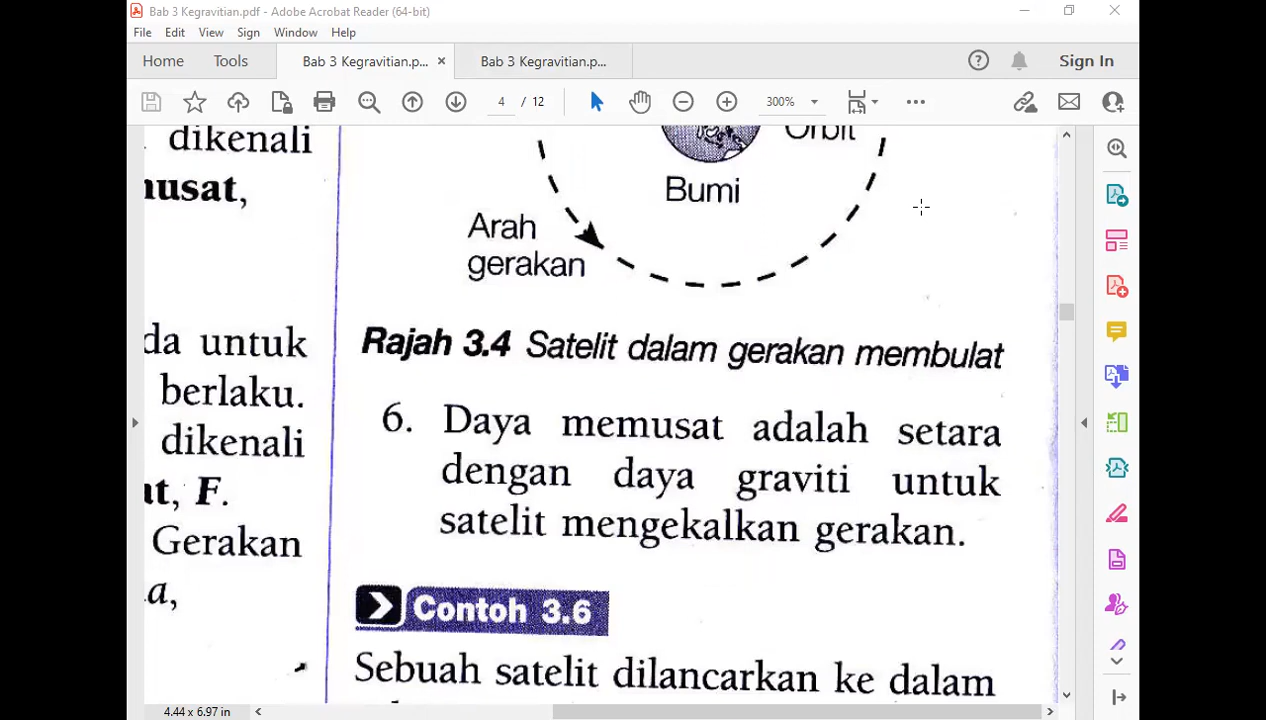 Bab 3 Kegravitian.pdf - Adobe Acrobat Reader (64-bit)
File Edit View Sign Window Help
Home Tools Bab 3 Kegravitian.p... × Bab 3 Kegravitian.p... Sign In
4 / 12 300%
dikenali
musat,
da untuk
berlaku.
dikenali
at, F.
Gerakan
a,
Orbit
Bumi
Arah
gerakan
Rajah 3.4 Satelit dalam gerakan membulat
6. Daya memusat adalah setara
dengan daya graviti untuk
satelit mengekalkan gerakan.
Contoh 3.6
Sebuah satelit dilancarkan ke dalam
4.44 x 6.97 in